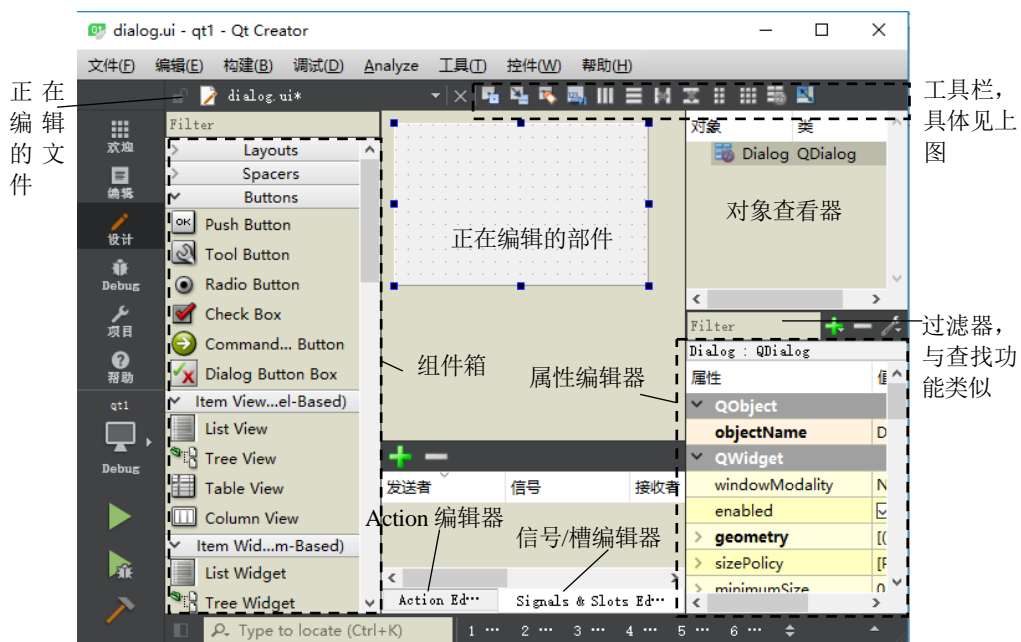 dialog.ui - qt1 - Qt Creator
文件(F) 编辑(E) 构建(B) 调试(D) Analyze 工具(T) 控件(W) 帮助(H)
正在
编辑
的文
件
dialog.ui*
工具栏，
具体见上
图
欢迎
编辑
设计
Debug
项目
帮助
qt1
Debug
Filter
Layouts
Spacers
Buttons
Push Button
Tool Button
Radio Button
Check Box
Command... Button
Dialog Button Box
Item View...el-Based)
List View
Tree View
Table View
Column View
Item Wid...m-Based)
List Widget
Tree Widget
组件箱
正在编辑的部件
属性编辑器
对象 类
Dialog QDialog
对象查看器
Filter
过滤器，
与查找功
能类似
Dialog : QDialog
属性
QObject
objectName D
QWidget
windowModality N
enabled
geometry [(
sizePolicy [P
minimumSize 0
发送者 信号 接收者
Action 编辑器
信号/槽编辑器
Action Ed… Signals & Slots Ed…
Type to locate (Ctrl+K) 1 … 2 … 3 … 4 … 5 … 6 …